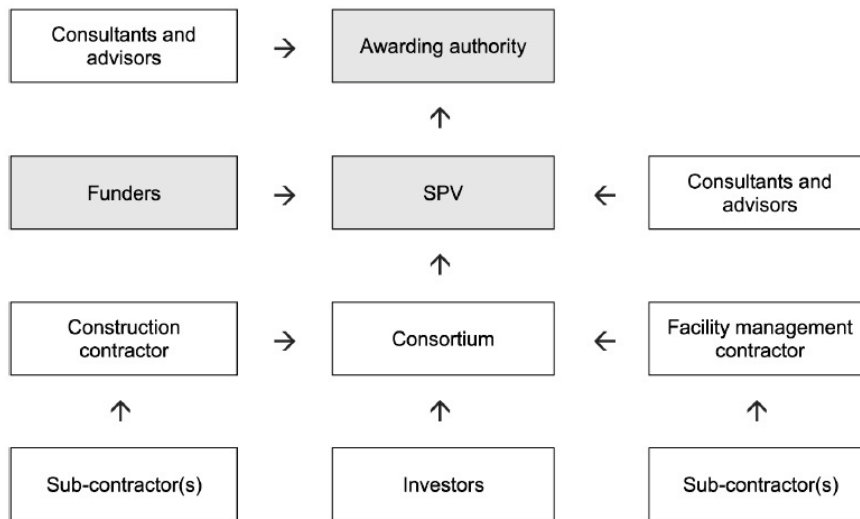 Consultants and
advisors
Awarding authority
Funders
SPV
Consultants and
advisors
Construction
contractor
Consortium
Facility management
contractor
Sub-contractor(s)
Investors
Sub-contractor(s)